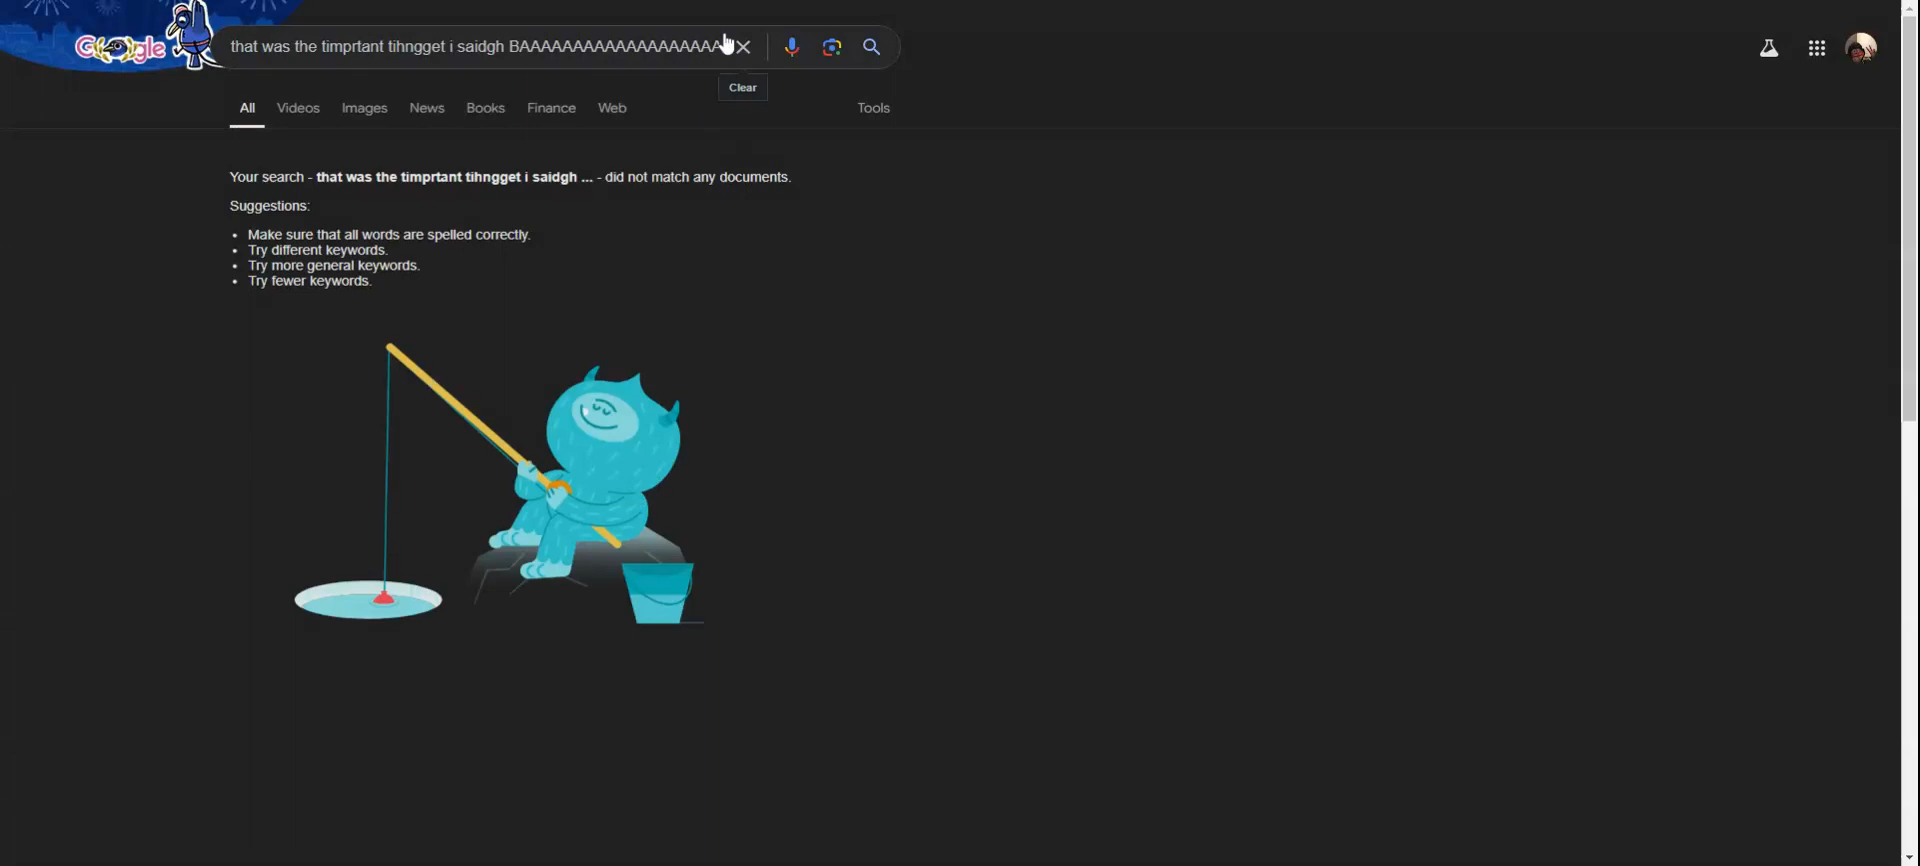 Google
that was the timprtant tihngget i saidgh BAAAAAAAAAAAAAAAAAAA
Clear
All Videos Images News Books Finance Web Tools
Your search - that was the timprtant tihngget i saidgh ... - did not match any documents.
Suggestions:
• Make sure that all words are spelled correctly.
• Try different keywords.
• Try more general keywords.
• Try fewer keywords.